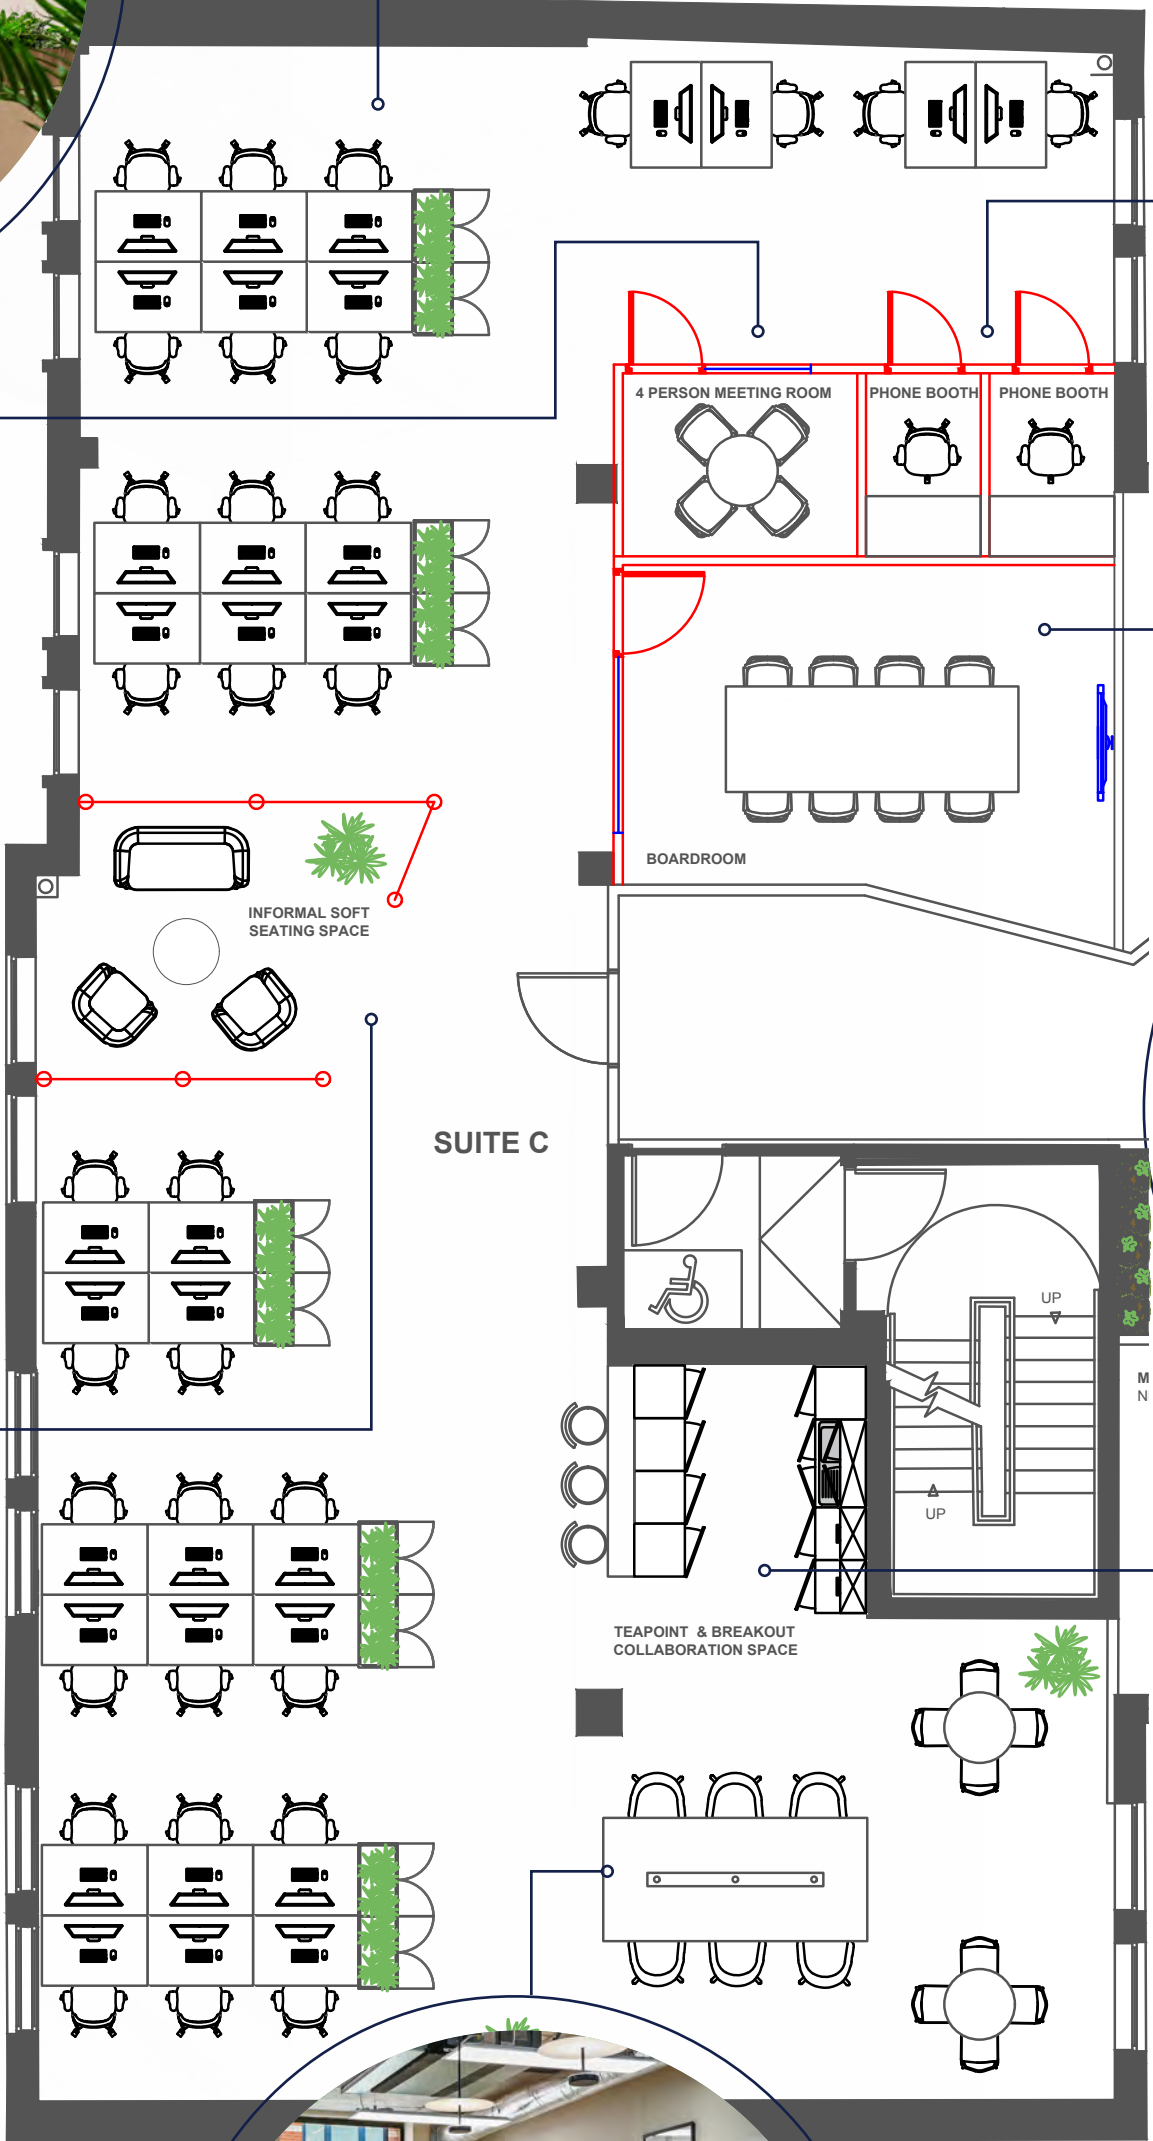 4 PERSON MEETING ROOM
PHONE BOOTH
PHONE BOOTH
BOARDROOM
INFORMAL SOFT
SEATING SPACE
SUITE C
UP
UP
TEAPOINT & BREAKOUT
COLLABORATION SPACE